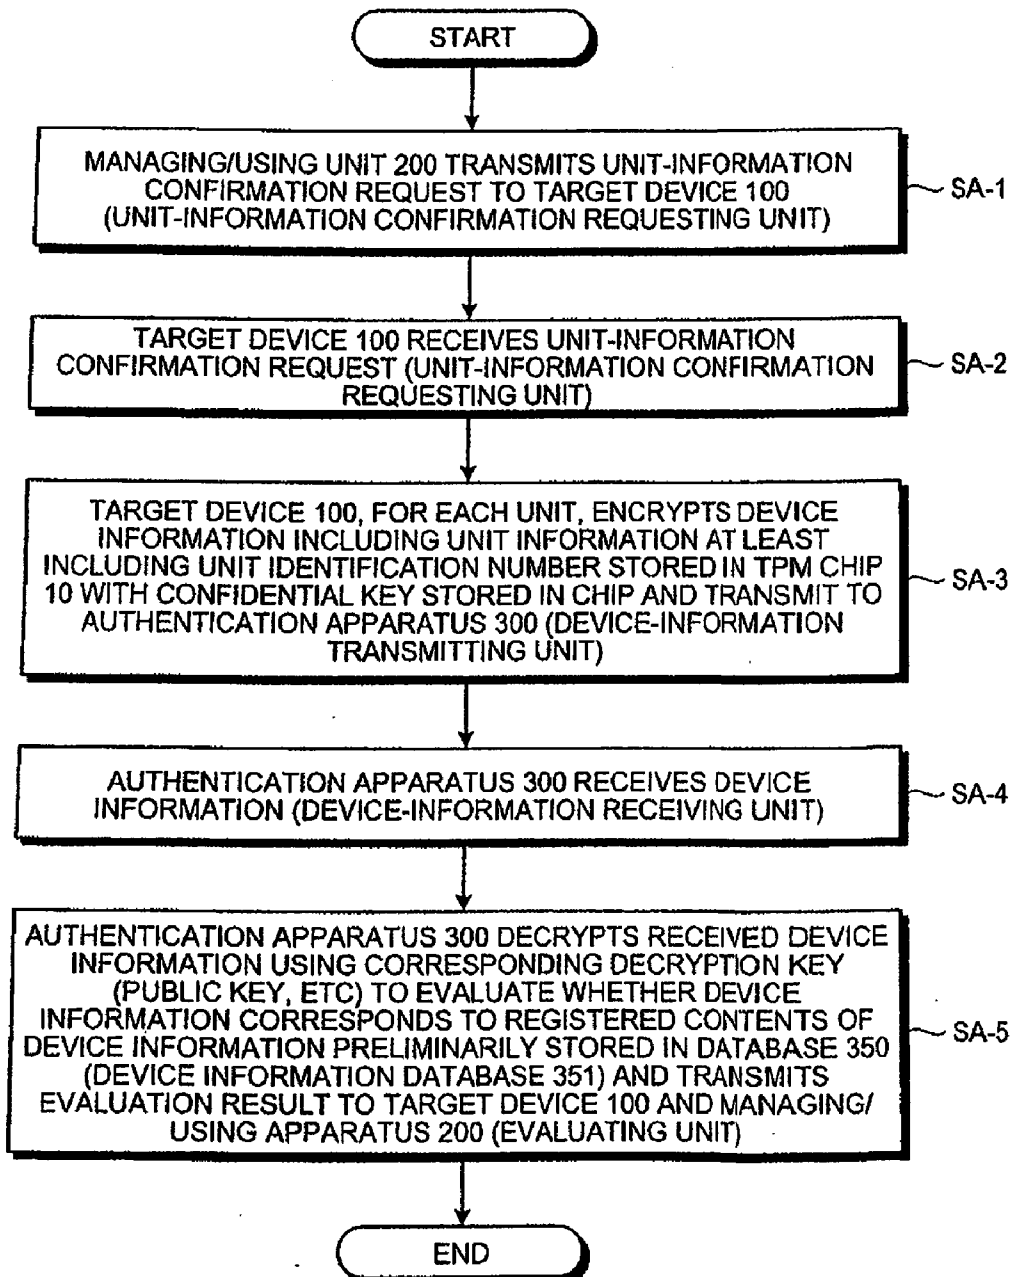 START
MANAGING/USING UNIT 200 TRANSMITS UNIT-INFORMATION
CONFIRMATION REQUEST TO TARGET DEVICE 100
(UNIT-INFORMATION CONFIRMATION REQUESTING UNIT)
SA-1
TARGET DEVICE 100 RECEIVES UNIT-INFORMATION
CONFIRMATION REQUEST (UNIT-INFORMATION CONFIRMATION
REQUESTING UNIT)
SA-2
TARGET DEVICE 100, FOR EACH UNIT, ENCRYPTS DEVICE
INFORMATION INCLUDING UNIT INFORMATION AT LEAST
INCLUDING UNIT IDENTIFICATION NUMBER STORED IN TPM CHIP
10 WITH CONFIDENTIAL KEY STORED IN CHIP AND TRANSMIT TO
AUTHENTICATION APPARATUS 300 (DEVICE-INFORMATION
TRANSMITTING UNIT)
SA-3
AUTHENTICATION APPARATUS 300 RECEIVES DEVICE
INFORMATION (DEVICE-INFORMATION RECEIVING UNIT)
SA-4
AUTHENTICATION APPARATUS 300 DECRYPTS RECEIVED DEVICE
INFORMATION USING CORRESPONDING DECRYPTION KEY
(PUBLIC KEY, ETC) TO EVALUATE WHETHER DEVICE
INFORMATION CORRESPONDS TO REGISTERED CONTENTS OF
DEVICE INFORMATION PRELIMINARILY STORED IN DATABASE 350
(DEVICE INFORMATION DATABASE 351) AND TRANSMITS
EVALUATION RESULT TO TARGET DEVICE 100 AND MANAGING/
USING APPARATUS 200 (EVALUATING UNIT)
SA-5
END